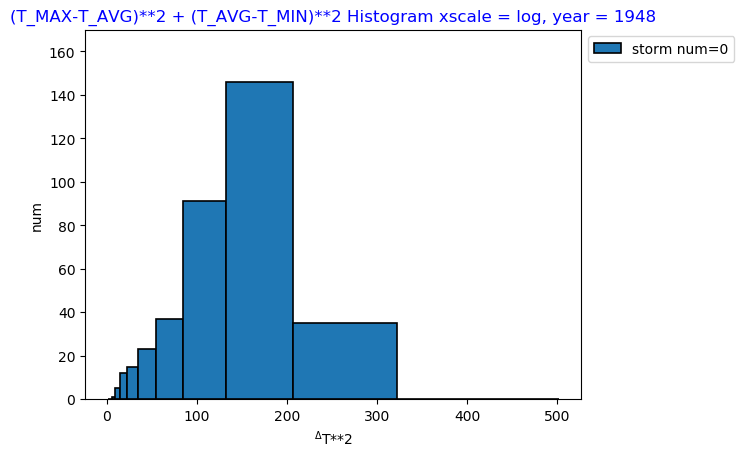 (T_MAX-T_AVG)**2 + (T_AVG-T_MIN)**2 Histogram xscale = log, year = 1948
storm num=0
160
140
120
100
80
60
40
20
0
num
0 100 200 300 400 500
ΔT**2